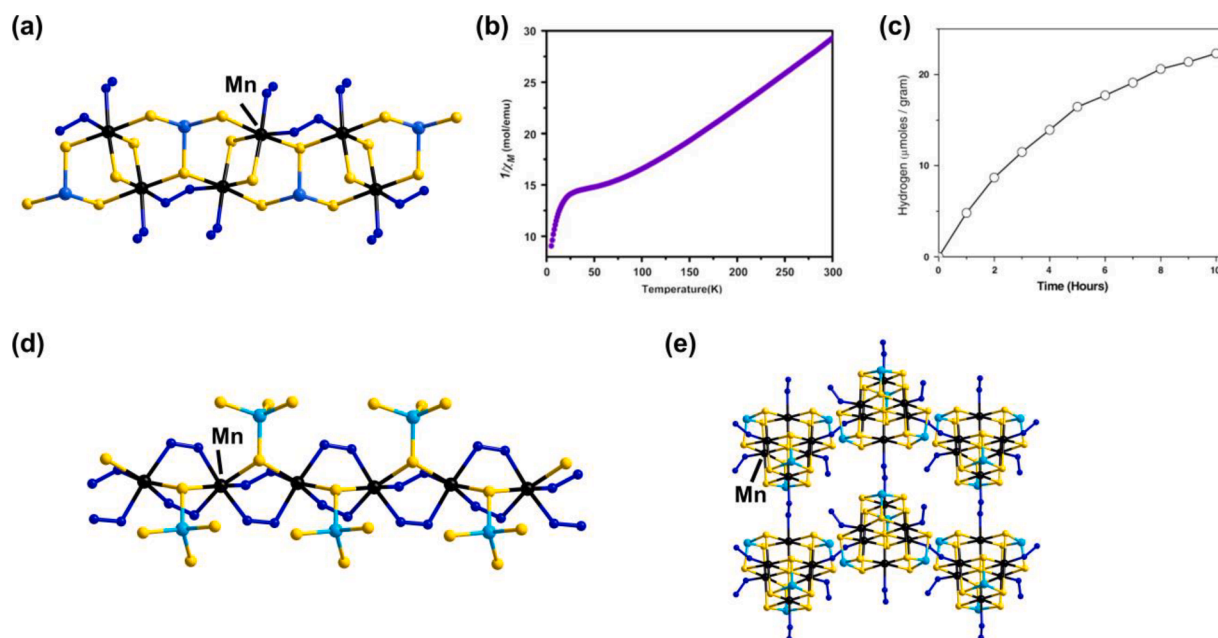 (a)
Mn
(b)
30
25
20
15
10
1/χM (mol/emu)
0 50 100 150 200 250 300
Temperature(K)
(c)
20
10
0
Hydrogen (μmoles / gram)
0 2 4 6 8 10
Time (Hours)
(d)
Mn
(e)
Mn